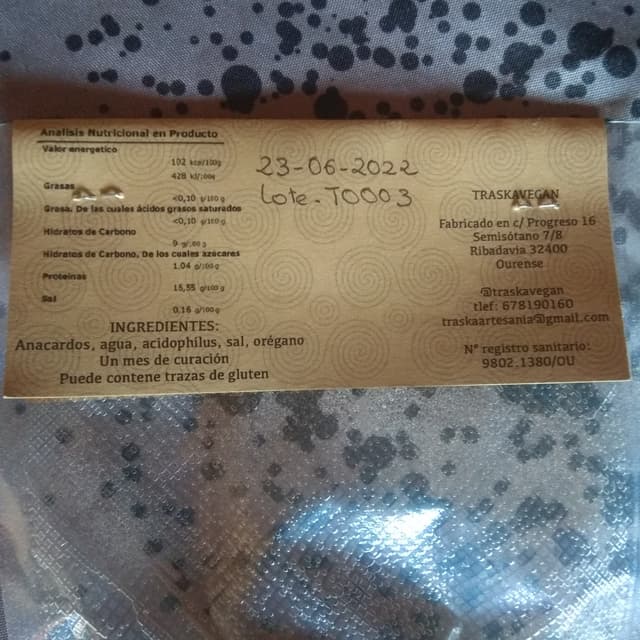 Analisis Nutricional en Producto
Valor energetico
102 kcal/100g
428 kJ/100g
Grasas
<0,10 g/100 g
Grasa. De las cuales ácidos grasos saturados
<0,10 g/100 g
Hidratos de Carbono
9 g/100 g
Hidratos de Carbono, De los cuales azúcares
1.04 g/100 g
Proteinas
15,55 g/100 g
Sal
0,16 g/100 g
INGREDIENTES:
Anacardos, agua, acidophilus, sal, orégano
Un mes de curación
Puede contene trazas de gluten
23-06-2022
Lote-T0003
TRASKAVEGAN
Fabricado en c/ Progreso 16
Semisótano 7/8
Ribadavia 32400
Ourense
@traskavegan
tlef: 678190160
traskaartesania@gmail.com
Nº registro sanitario:
9802.1380/OU